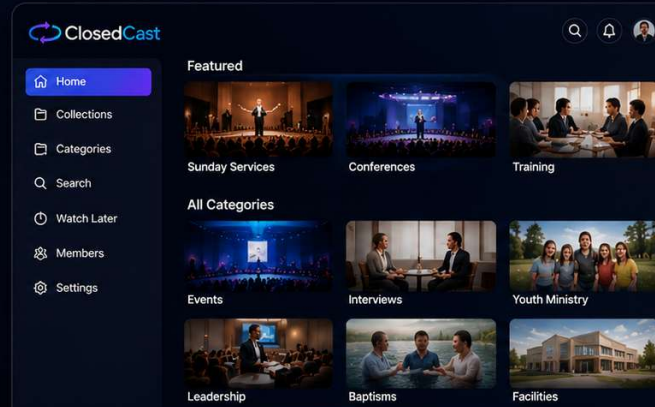 ClosedCast
Home
Collections
Categories
Search
Watch Later
Members
Settings
Featured
Sunday Services
Conferences
Training
All Categories
Events
Interviews
Youth Ministry
Leadership
Baptisms
Facilities